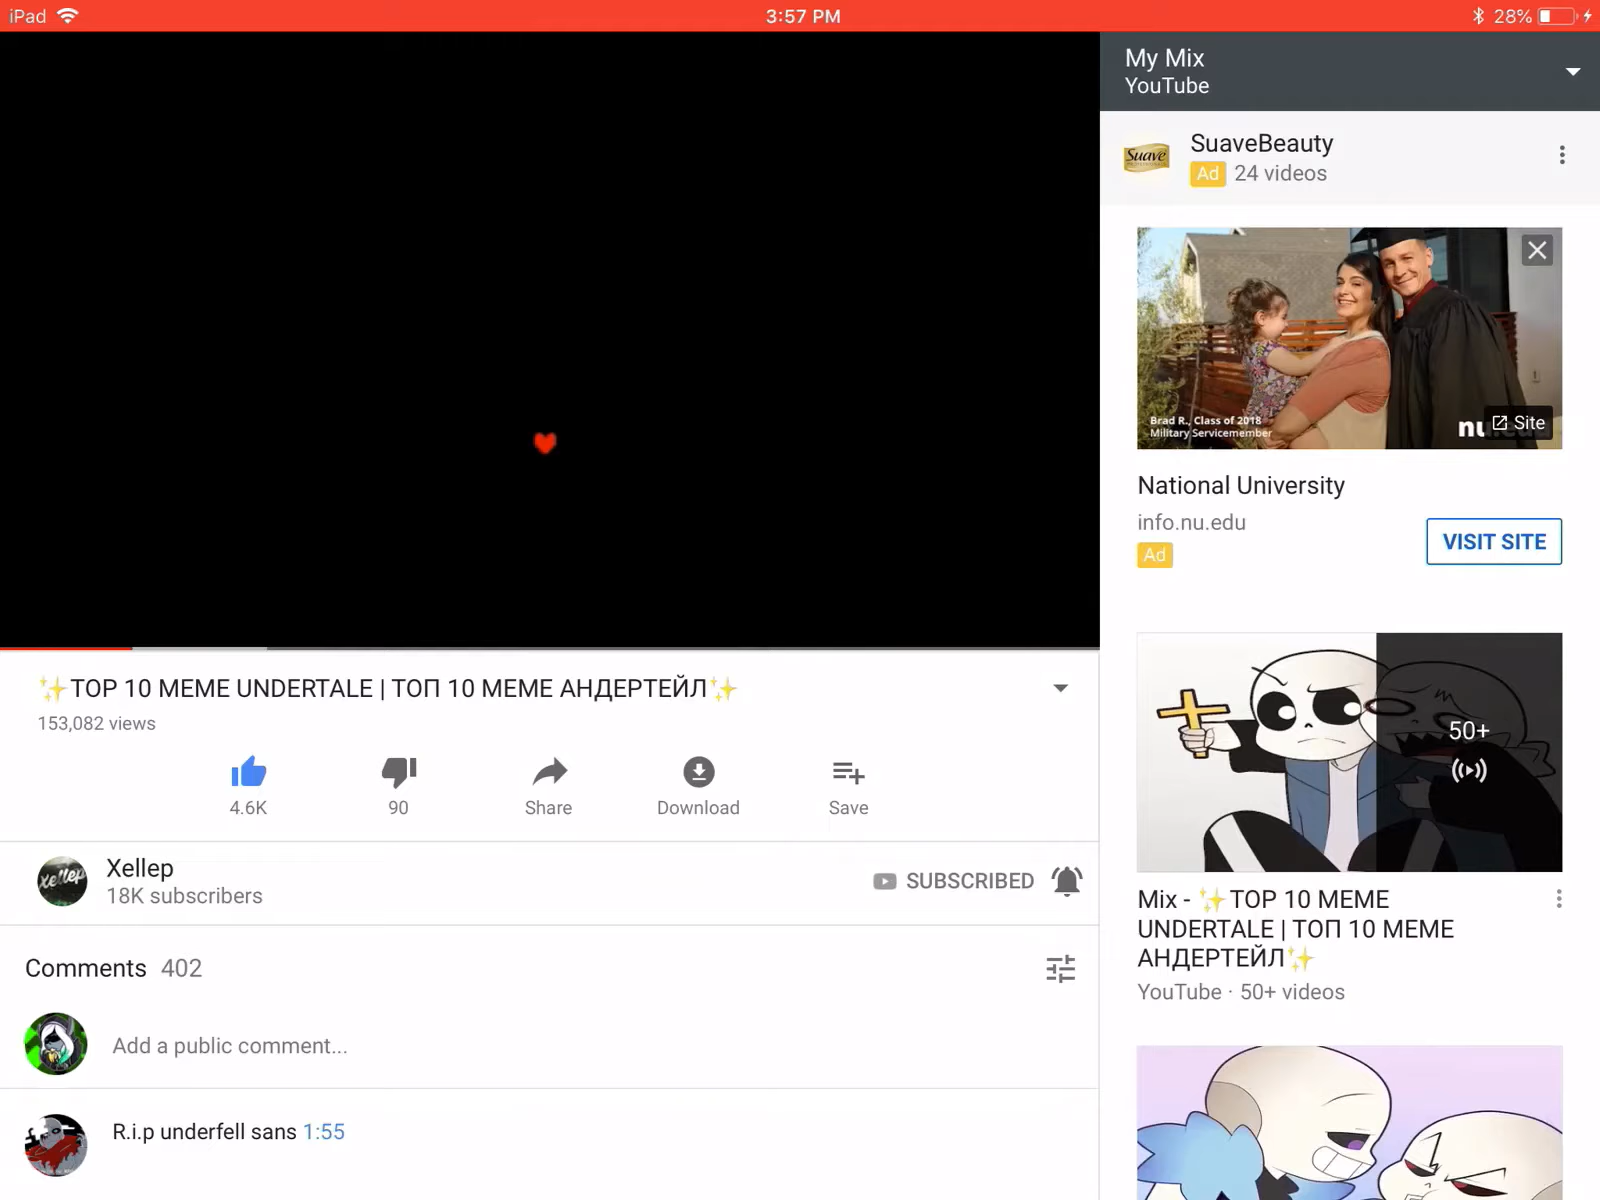 iPad
3:57 PM
28%
My Mix
YouTube
Suave
SuaveBeauty
Ad 24 videos
Brad R., Class of 2018
Military Servicemember
Site
National University
info.nu.edu
Ad
VISIT SITE
✨TOP 10 MEME UNDERTALE | ТОП 10 МЕМЕ АНДЕРТЕЙЛ✨
153,082 views
4.6K
90
Share
Download
Save
Xellep
Xellep
18K subscribers
SUBSCRIBED
Comments 402
Add a public comment...
R.i.p underfell sans 1:55
50+
Mix - ✨TOP 10 MEME
UNDERTALE | ТОП 10 МЕМЕ
АНДЕРТЕЙЛ✨
YouTube · 50+ videos